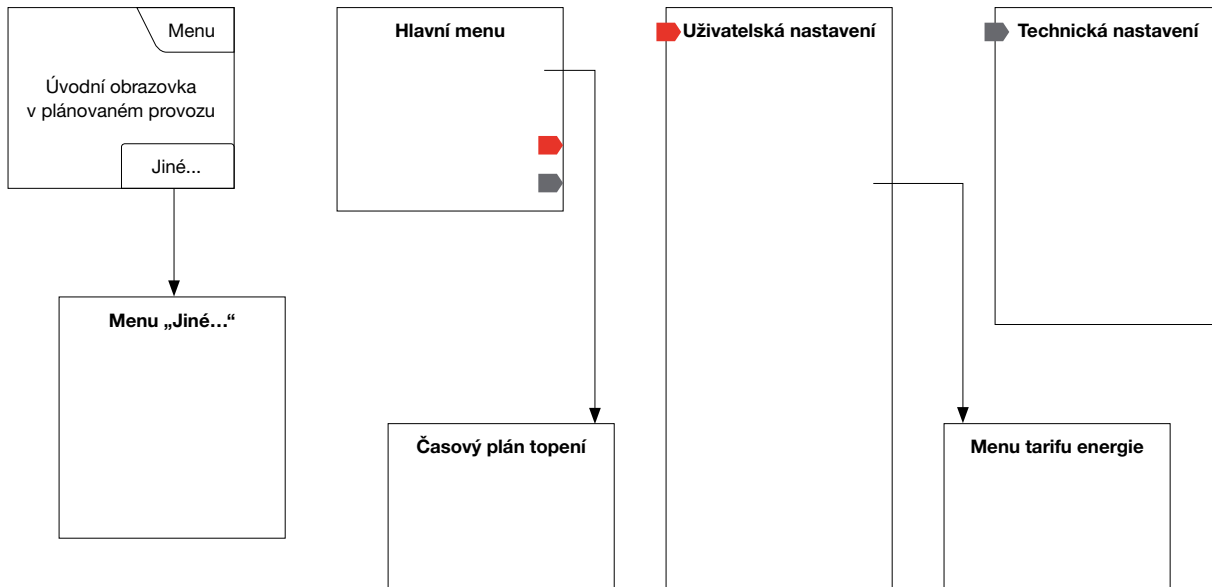 Menu
Úvodní obrazovka
v plánovaném provozu
Jiné...
Menu „Jiné…“
Hlavní menu
Časový plán topení
Uživatelská nastavení
Menu tarifu energie
Technická nastavení